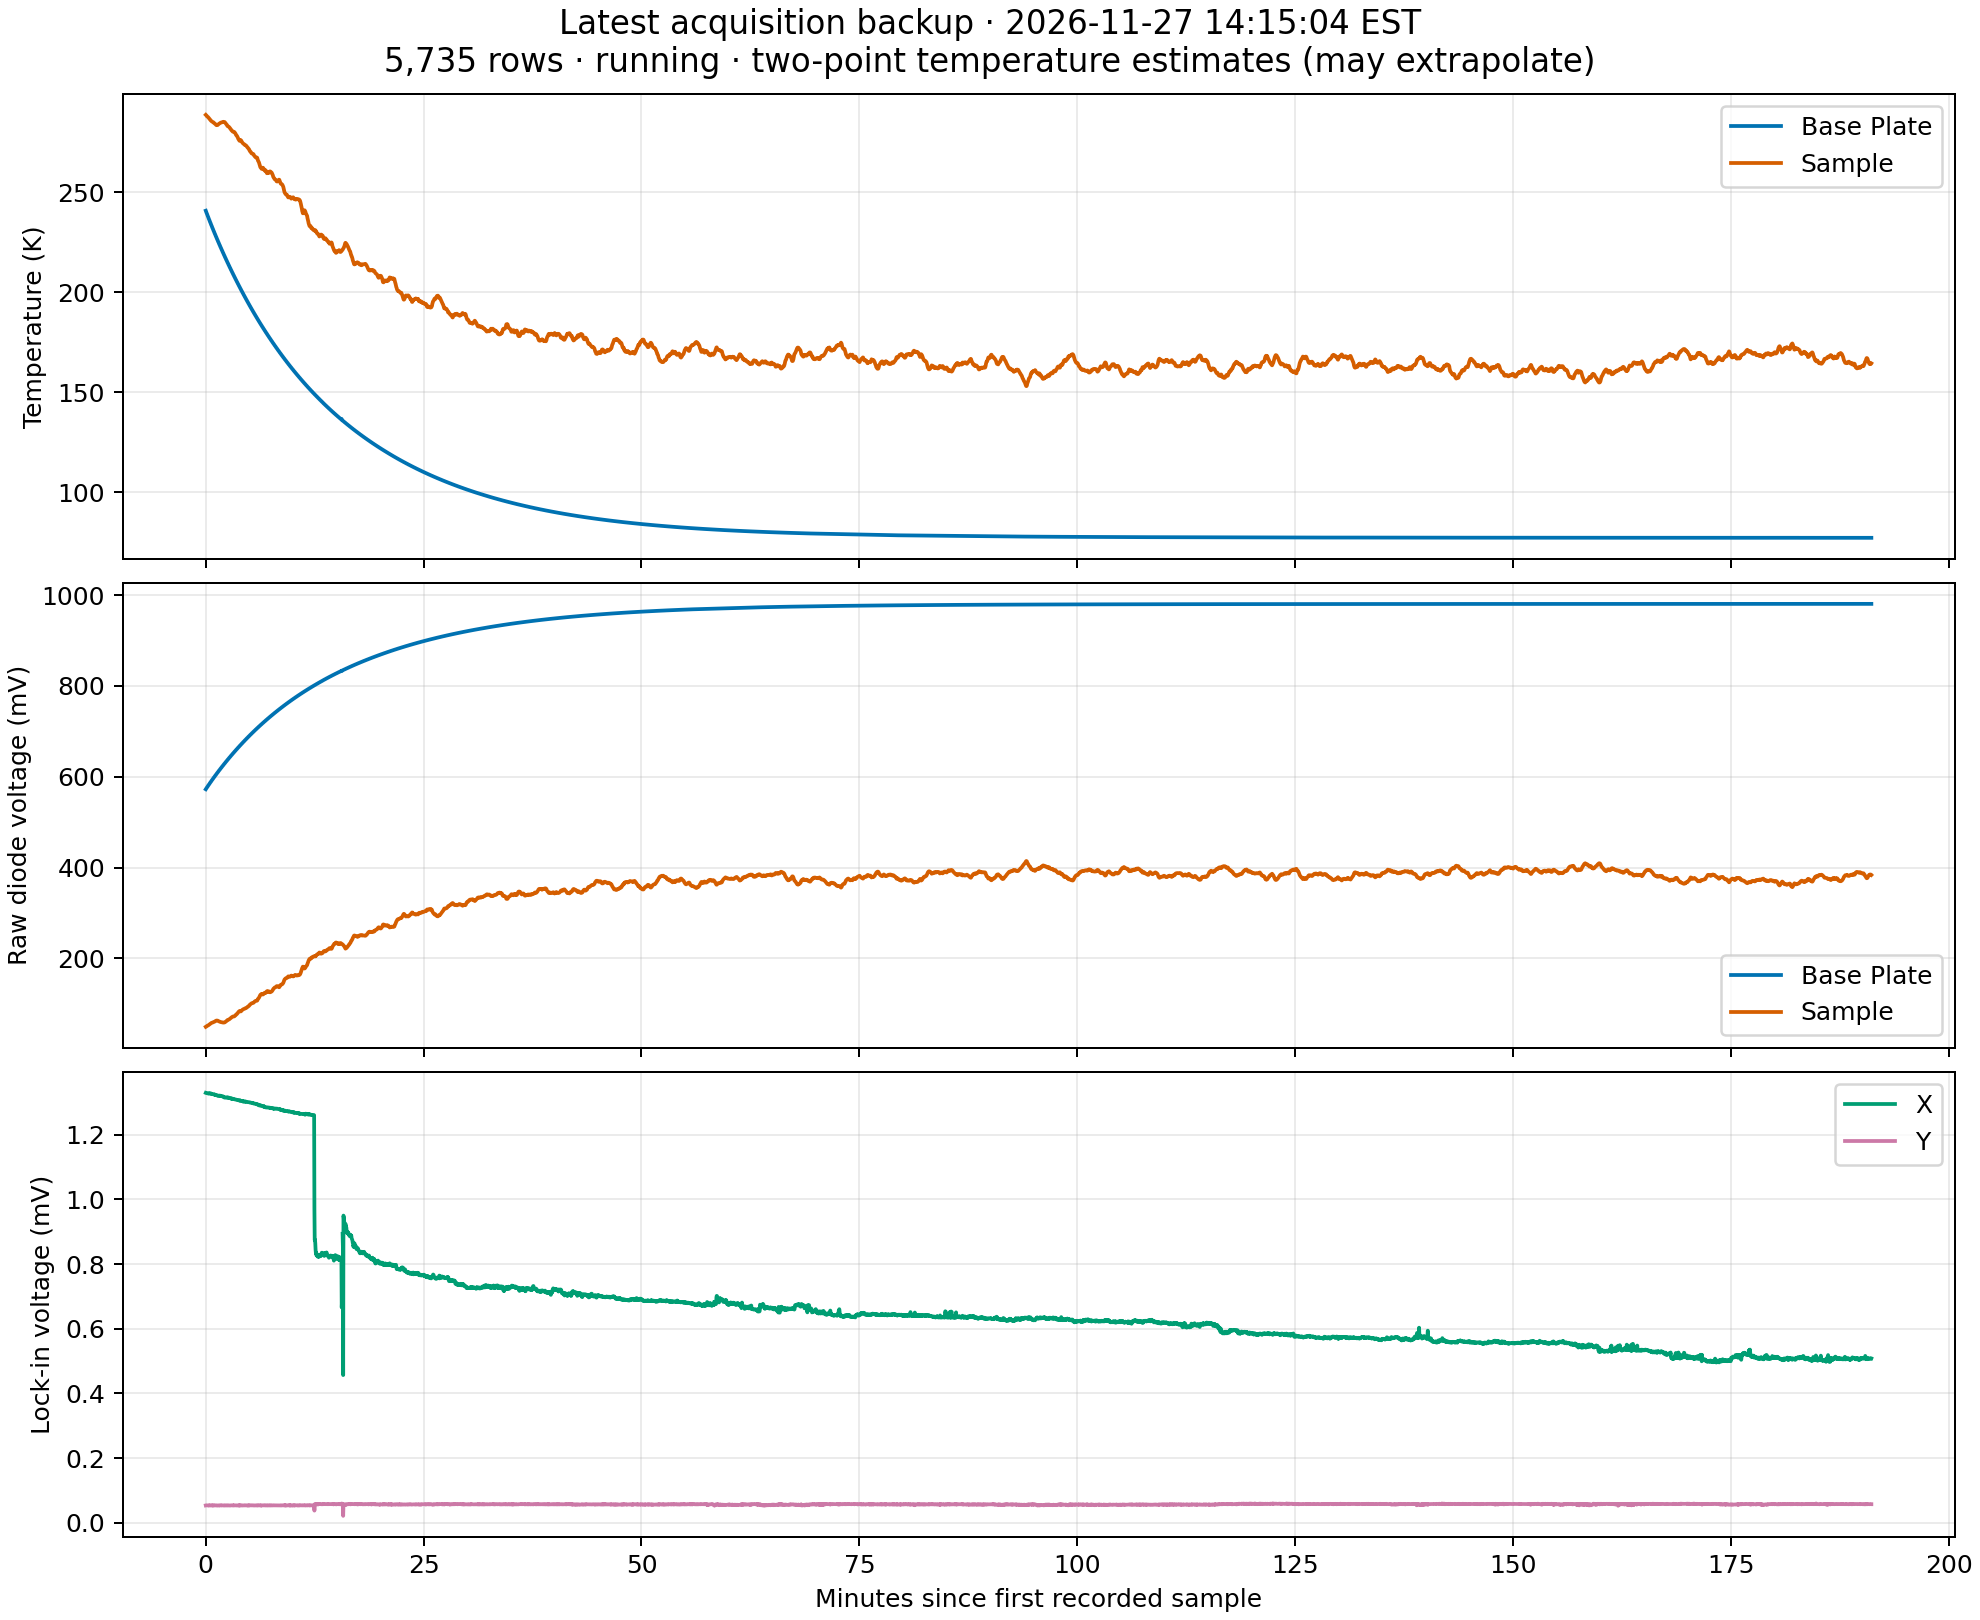 Latest acquisition backup · 2026-11-27 14:15:04 EST
5,735 rows · running · two-point temperature estimates (may extrapolate)
Temperature (K)
250
200
150
100
Base Plate
Sample
Raw diode voltage (mV)
1000
800
600
400
200
Base Plate
Sample
Lock-in voltage (mV)
1.2
1.0
0.8
0.6
0.4
0.2
0.0
X
Y
0 25 50 75 100 125 150 175 200
Minutes since first recorded sample